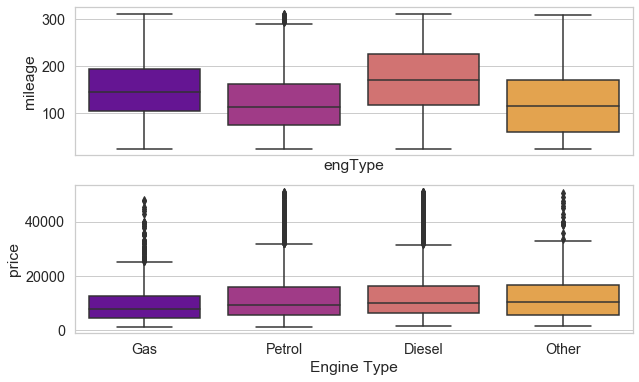 300
200
100
mileage
engType
40000
20000
0
price
Gas Petrol Diesel Other
Engine Type